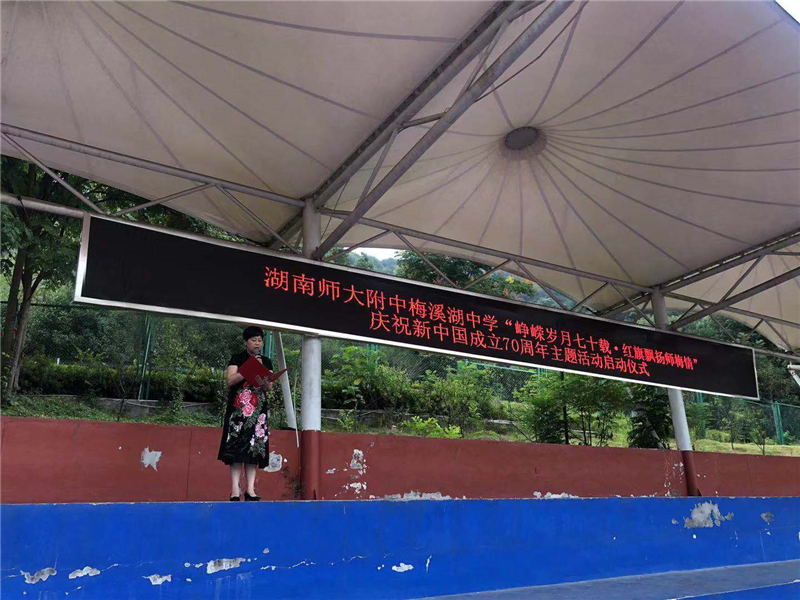 湖南师大附中梅溪湖中学“峥嵘岁月七十载·红旗飘扬师梅情”
庆祝新中国成立70周年主题活动启动仪式